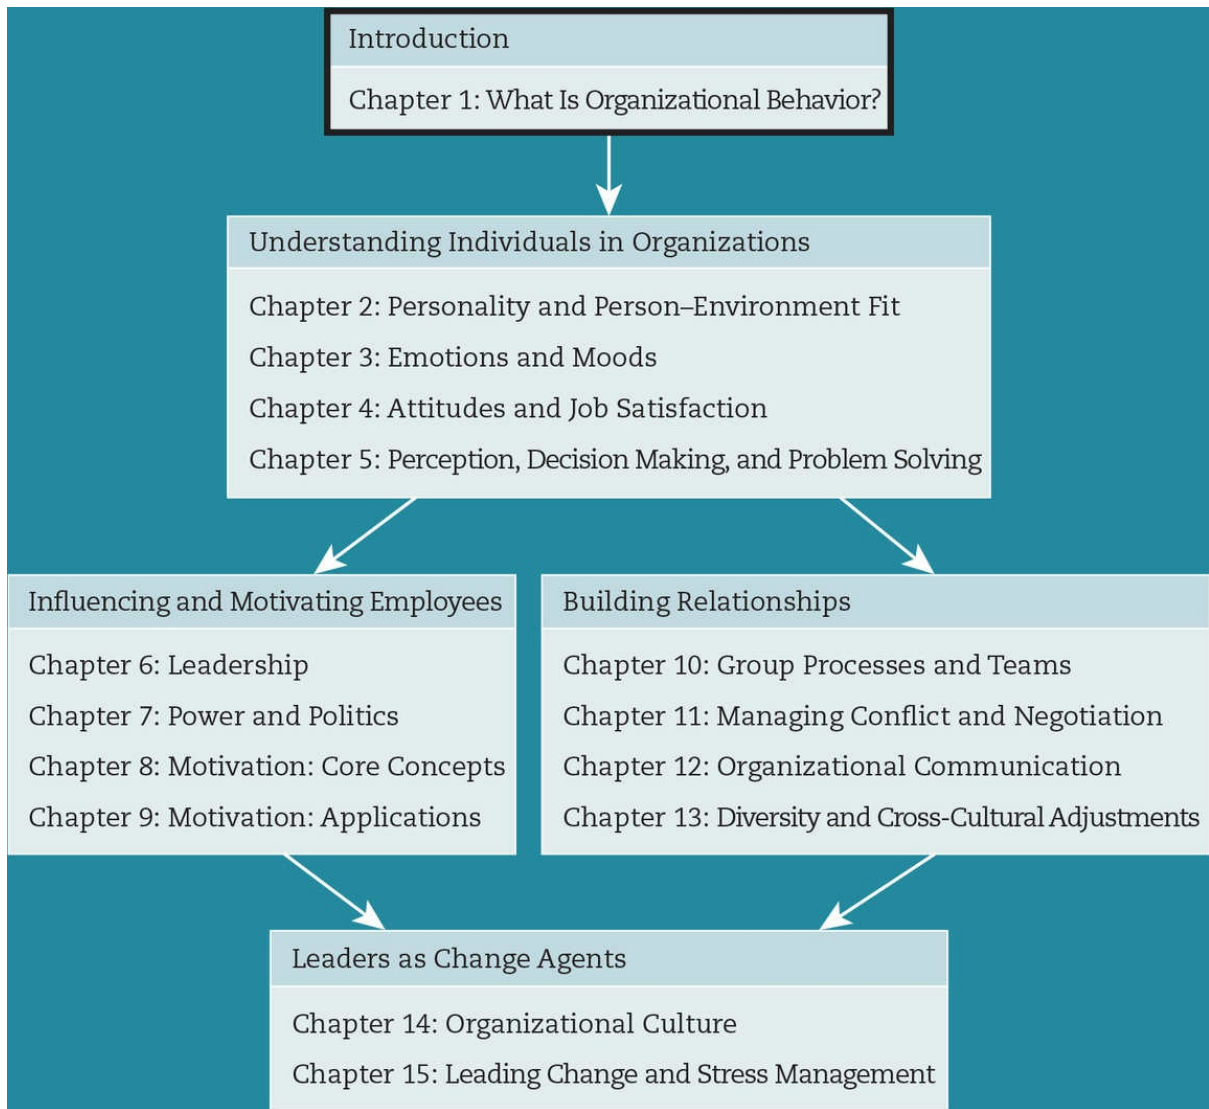 Introduction
Chapter 1: What Is Organizational Behavior?
Understanding Individuals in Organizations
Chapter 2: Personality and Person–Environment Fit
Chapter 3: Emotions and Moods
Chapter 4: Attitudes and Job Satisfaction
Chapter 5: Perception, Decision Making, and Problem Solving
Influencing and Motivating Employees
Chapter 6: Leadership
Chapter 7: Power and Politics
Chapter 8: Motivation: Core Concepts
Chapter 9: Motivation: Applications
Building Relationships
Chapter 10: Group Processes and Teams
Chapter 11: Managing Conflict and Negotiation
Chapter 12: Organizational Communication
Chapter 13: Diversity and Cross-Cultural Adjustments
Leaders as Change Agents
Chapter 14: Organizational Culture
Chapter 15: Leading Change and Stress Management